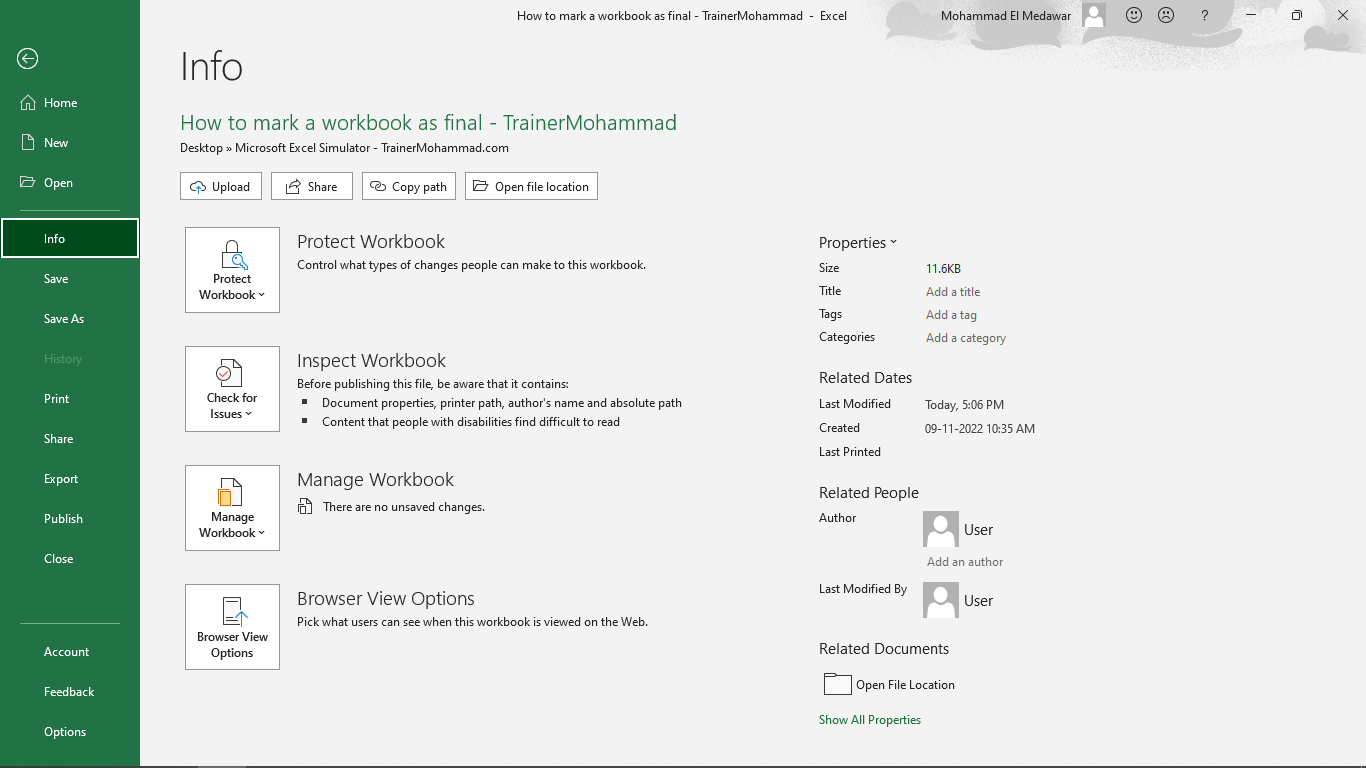 How to mark a workbook as final - TrainerMohammad - Excel
Mohammad El Medawar
?
Home
New
Open
Info
Save
Save As
History
Print
Share
Export
Publish
Close
Account
Feedback
Options
Info
How to mark a workbook as final - TrainerMohammad
Desktop » Microsoft Excel Simulator - TrainerMohammad.com
Upload
Share
Copy path
Open file location
Protect
Workbook
Protect Workbook
Control what types of changes people can make to this workbook.
Check for
Issues
Inspect Workbook
Before publishing this file, be aware that it contains:
Document properties, printer path, author's name and absolute path
Content that people with disabilities find difficult to read
Manage
Workbook
Manage Workbook
There are no unsaved changes.
Browser View
Options
Browser View Options
Pick what users can see when this workbook is viewed on the Web.
Properties
Size 11.6KB
Title Add a title
Tags Add a tag
Categories Add a category
Related Dates
Last Modified Today, 5:06 PM
Created 09-11-2022 10:35 AM
Last Printed
Related People
Author User
Add an author
Last Modified By User
Related Documents
Open File Location
Show All Properties